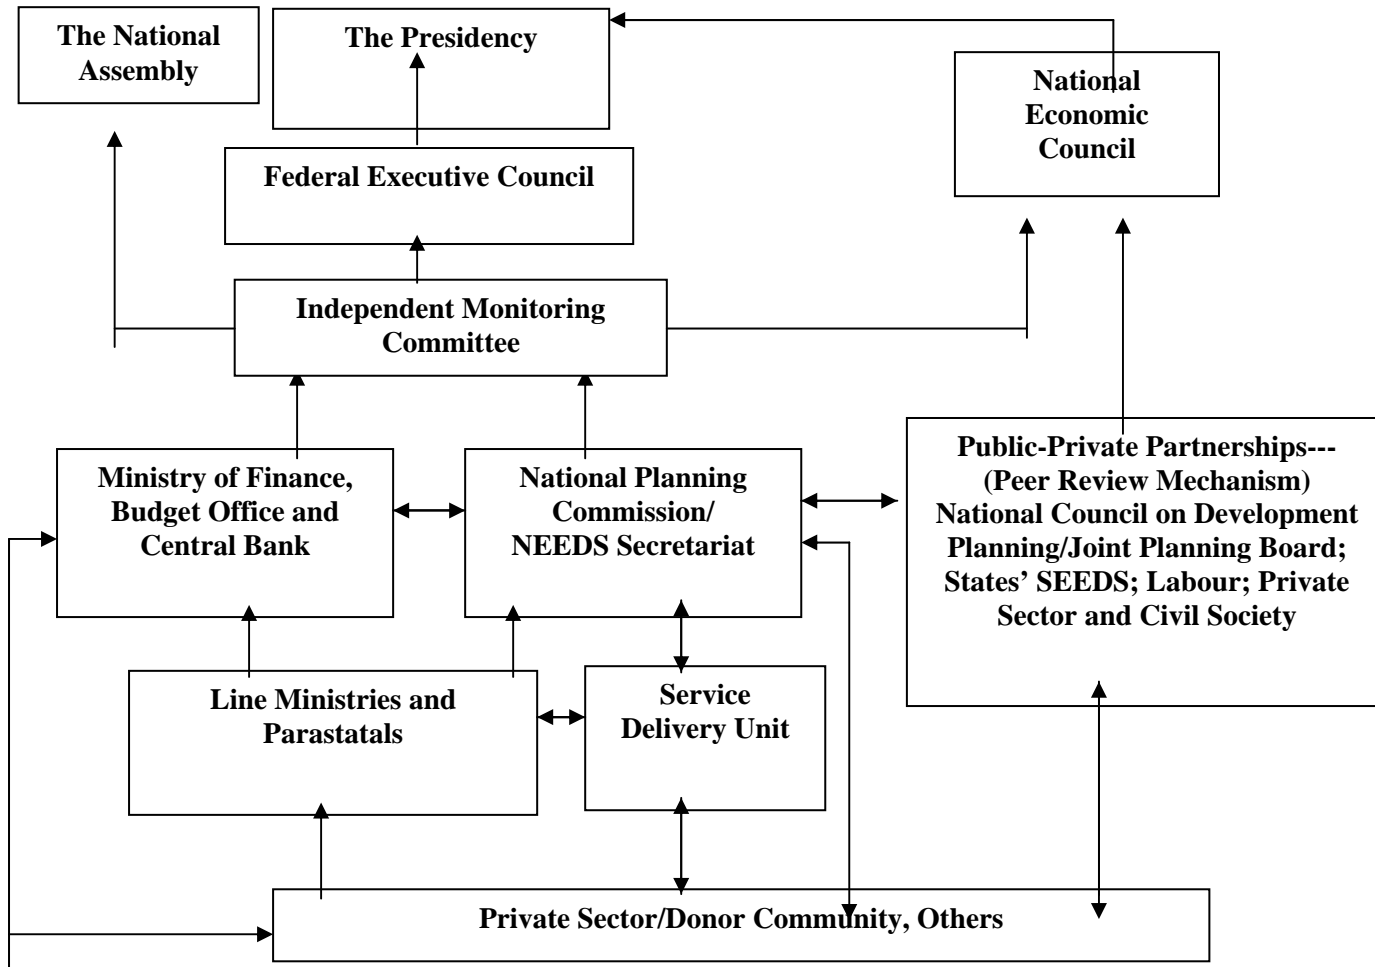 The National
Assembly
The Presidency
National
Economic
Council
Federal Executive Council
Independent Monitoring
Committee
Ministry of Finance,
Budget Office and
Central Bank
National Planning
Commission/
NEEDS Secretariat
Public-Private Partnerships---
(Peer Review Mechanism)
National Council on Development
Planning/Joint Planning Board;
States’ SEEDS; Labour; Private
Sector and Civil Society
Line Ministries and
Parastatals
Service
Delivery Unit
Private Sector/Donor Community, Others